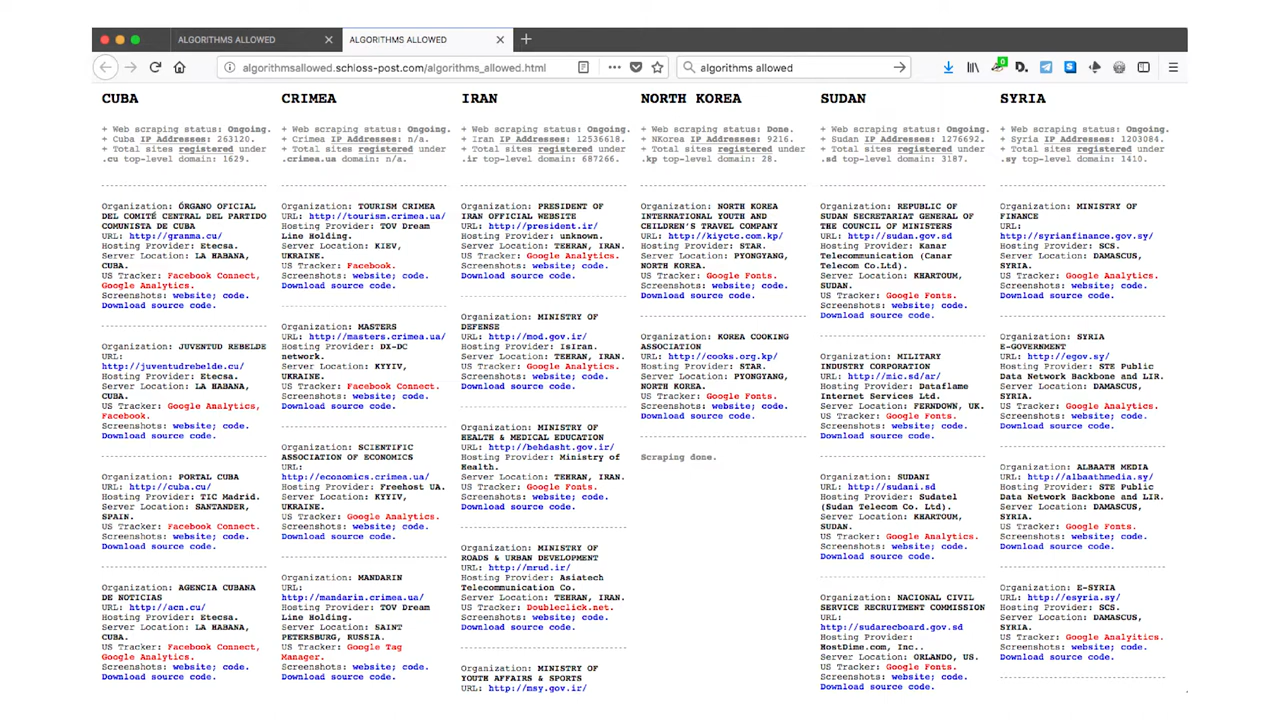 ALGORITHMS ALLOWED
ALGORITHMS ALLOWED
algorithmsallowed.schloss-post.com/algorithms_allowed.html
algorithms allowed
0
CUBA
+ Web scraping status: Ongoing.
+ Cuba IP Addresses: 263120.
+ Total sites registered under
.cu top-level domain: 1629.
Organization: ÓRGANO OFICIAL
DEL COMITÉ CENTRAL DEL PARTIDO
COMUNISTA DE CUBA
URL: http://granma.cu/
Hosting Provider: Etecsa.
Server Location: LA HABANA,
CUBA.
US Tracker: Facebook Connect,
Google Analytics.
Screenshots: website; code.
Download source code.
Organization: JUVENTUD REBELDE
URL:
http://juventudrebelde.cu/
Hosting Provider: Etecsa.
Server Location: LA HABANA,
CUBA.
US Tracker: Google Analytics,
Facebook.
Screenshots: website; code.
Download source code.
Organization: PORTAL CUBA
URL: http://cuba.cu/
Hosting Provider: TIC Madrid.
Server Location: SANTANDER,
SPAIN.
US Tracker: Facebook Connect.
Screenshots: website; code.
Download source code.
Organization: AGENCIA CUBANA
DE NOTICIAS
URL: http://acn.cu/
Hosting Provider: Etecsa.
Server Location: LA HABANA,
CUBA.
US Tracker: Facebook Connect,
Google Analytics.
Screenshots: website; code.
Download source code.
CRIMEA
+ Web scraping status: Ongoing.
+ Crimea IP Addresses: n/a.
+ Total sites registered under
.crimea.ua domain: n/a.
Organization: TOURISM CRIMEA
URL: http://tourism.crimea.ua/
Hosting Provider: TOV Dream
Line Holding.
Server Location: KIEV,
UKRAINE.
US Tracker: Facebook.
Screenshots: website; code.
Download source code.
Organization: MASTERS
URL: http://masters.crimea.ua/
Hosting Provider: DX-DC
network.
Server Location: KYYIV,
UKRAINE.
US Tracker: Facebook Connect.
Screenshots: website; code.
Download source code.
Organization: SCIENTIFIC
ASSOCIATION OF ECONOMICS
URL:
http://economics.crimea.ua/
Hosting Provider: Freehost UA.
Server Location: KYYIV,
UKRAINE.
US Tracker: Google Analytics.
Screenshots: website; code.
Download source code.
Organization: MANDARIN
URL:
http://mandarin.crimea.ua/
Hosting Provider: TOV Dream
Line Holding.
Server Location: SAINT
PETERSBURG, RUSSIA.
US Tracker: Google Tag
Manager.
Screenshots: website; code.
Download source code.
IRAN
+ Web scraping status: Ongoing.
+ Iran IP Addresses: 12536618.
+ Total sites registered under
.ir top-level domain: 687266.
Organization: PRESIDENT OF
IRAN OFFICIAL WEBSITE
URL: http://president.ir/
Hosting Provider: unknown.
Server Location: TEHRAN, IRAN.
US Tracker: Google Analytics.
Screenshots: website; code.
Download source code.
Organization: MINISTRY OF
DEFENSE
URL: http://mod.gov.ir/
Hosting Provider: IsIran.
Server Location: TEHRAN, IRAN.
US Tracker: Google Analytics.
Screenshots: website; code.
Download source code.
Organization: MINISTRY OF
HEALTH & MEDICAL EDUCATION
URL: http://behdasht.gov.ir/
Hosting Provider: Ministry of
Health.
Server Location: TEHRAN, IRAN.
US Tracker: Google Fonts.
Screenshots: website; code.
Download source code.
Organization: MINISTRY OF
ROADS & URBAN DEVELOPMENT
URL: http://mrud.ir/
Hosting Provider: Asiatech
Telecommunication Co.
Server Location: TEHRAN, IRAN.
US Tracker: Doubleclick.net.
Screenshots: website; code.
Download source code.
Organization: MINISTRY OF
YOUTH AFFAIRS & SPORTS
URL: http://msy.gov.ir/
NORTH KOREA
+ Web scraping status: Done.
+ NKorea IP Addresses: 9216.
+ Total sites registered under
.kp top-level domain: 28.
Organization: NORTH KOREA
INTERNATIONAL YOUTH AND
CHILDREN'S TRAVEL COMPANY
URL: http://kiyctc.com.kp/
Hosting Provider: STAR.
Server Location: PYONGYANG,
NORTH KOREA.
US Tracker: Google Fonts.
Screenshots: website; code.
Download source code.
Organization: KOREA COOKING
ASSOCIATION
URL: http://cooks.org.kp/
Hosting Provider: STAR.
Server Location: PYONGYANG,
NORTH KOREA.
US Tracker: Google Fonts.
Screenshots: website; code.
Download source code.
Scraping done.
SUDAN
+ Web scraping status: Ongoing.
+ Sudan IP Addresses: 1276692.
+ Total sites registered under
.sd top-level domain: 3187.
Organization: REPUBLIC OF
SUDAN SECRETARIAT GENERAL OF
THE COUNCIL OF MINISTERS
URL: http://sudan.gov.sd
Hosting Provider: Kanar
Telecommunication (Canar
Telecom Co.Ltd).
Server Location: KHARTOUM,
SUDAN.
US Tracker: Google Fonts.
Screenshots: website; code.
Download source code.
Organization: MILITARY
INDUSTRY CORPORATION
URL: http://mic.sd/ar/
Hosting Provider: Dataflame
Internet Services Ltd.
Server Location: FERNDOWN, UK.
US Tracker: Google Fonts.
Screenshots: website; code.
Download source code.
Organization: SUDANI
URL: http://sudani.sd
Hosting Provider: Sudatel
(Sudan Telecom Co. Ltd).
Server Location: KHARTOUM,
SUDAN.
US Tracker: Google Analytics.
Screenshots: website; code.
Download source code.
Organization: NACIONAL CIVIL
SERVICE RECRUITMENT COMMISSION
URL:
http://sudarecboard.gov.sd
Hosting Provider:
HostDime.com, Inc..
Server Location: ORLANDO, US.
US Tracker: Google Fonts.
Screenshots: website; code.
Download source code.
SYRIA
+ Web scraping status: Ongoing.
+ Syria IP Addresses: 1203084.
+ Total sites registered under
.sy top-level domain: 1410.
Organization: MINISTRY OF
FINANCE
URL:
http://syrianfinance.gov.sy/
Hosting Provider: SCS.
Server Location: DAMASCUS,
SYRIA.
US Tracker: Google Analytics.
Screenshots: website; code.
Download source code.
Organization: SYRIA
E-GOVERNMENT
URL: http://egov.sy/
Hosting Provider: STE Public
Data Network Backbone and LIR.
Server Location: DAMASCUS,
SYRIA.
US Tracker: Google Analytics.
Screenshots: website; code.
Download source code.
Organization: ALBAATH MEDIA
URL: http://albaathmedia.sy/
Hosting Provider: STE Public
Data Network Backbone and LIR.
Server Location: DAMASCUS,
SYRIA.
US Tracker: Google Fonts.
Screenshots: website; code.
Download source code.
Organization: E-SYRIA
URL: http://esyria.sy/
Hosting Provider: SCS.
Server Location: DAMASCUS,
SYRIA.
US Tracker: Google Analyitics.
Screenshots: website; code.
Download source code.